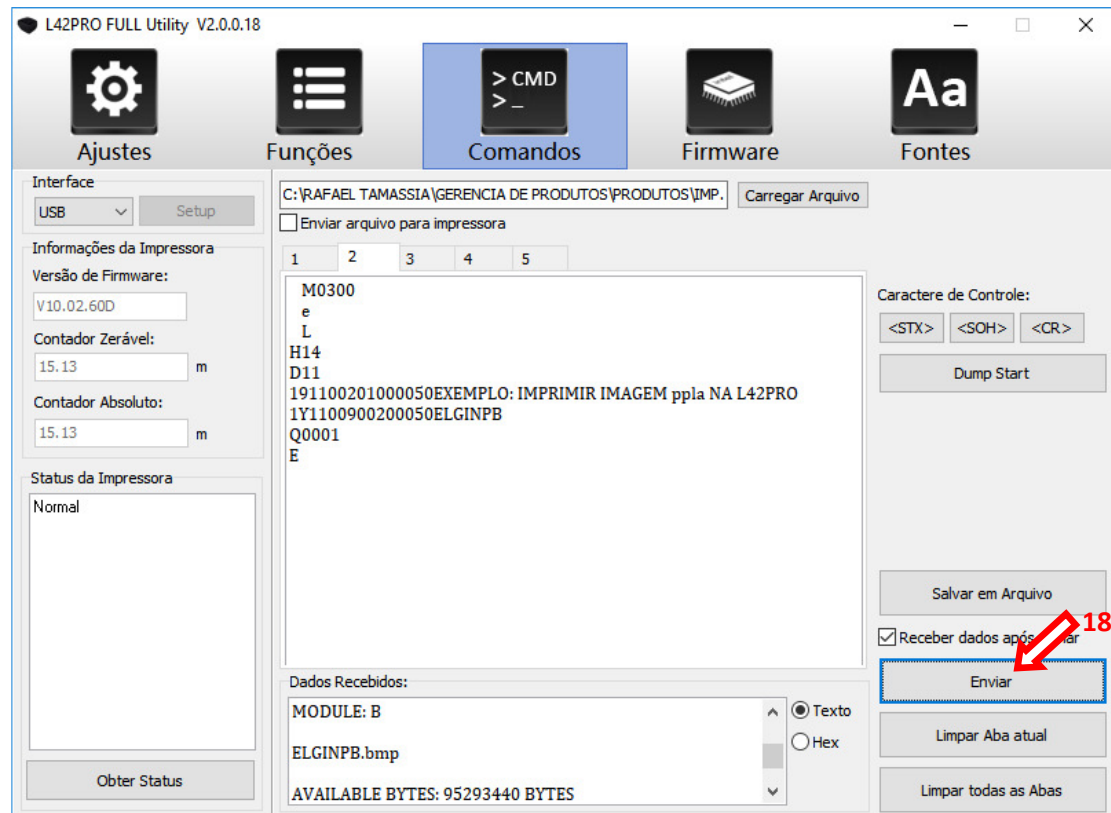 L42PRO FULL Utility V2.0.0.18
> CMD
>_
Aa
Ajustes
Funções
Comandos
Firmware
Fontes
Interface
USB
Setup
Informações da Impressora
Versão de Firmware:
V10.02.60D
Contador Zerável:
15.13 m
Contador Absoluto:
15.13 m
Status da Impressora
Normal
Obter Status
C:\RAFAEL TAMASSIA\GERENCIA DE PRODUTOS\PRODUTOS\IMP.
Carregar Arquivo
Enviar arquivo para impressora
1 2 3 4 5
M0300
e
L
H14
D11
191100201000050EXEMPLO: IMPRIMIR IMAGEM ppla NA L42PRO
1Y1100900200050ELGINPB
Q0001
E
Dados Recebidos:
MODULE: B
ELGINPB.bmp
AVAILABLE BYTES: 95293440 BYTES
Texto
Hex
Caractere de Controle:
<STX> <SOH> <CR>
Dump Start
Salvar em Arquivo
18
Receber dados após
Enviar
Limpar Aba atual
Limpar todas as Abas